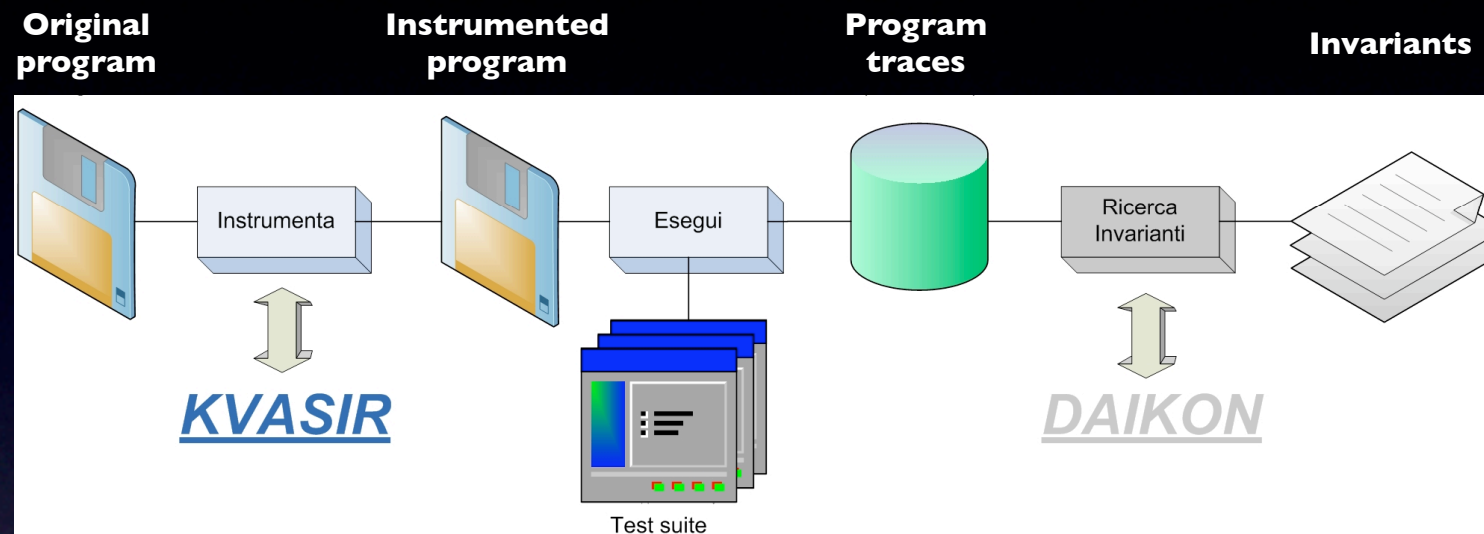 Original
program
Instrumented
program
Program
traces
Invariants
Instrumenta
Esegui
Ricerca
Invarianti
KVASIR
DAIKON
Test suite